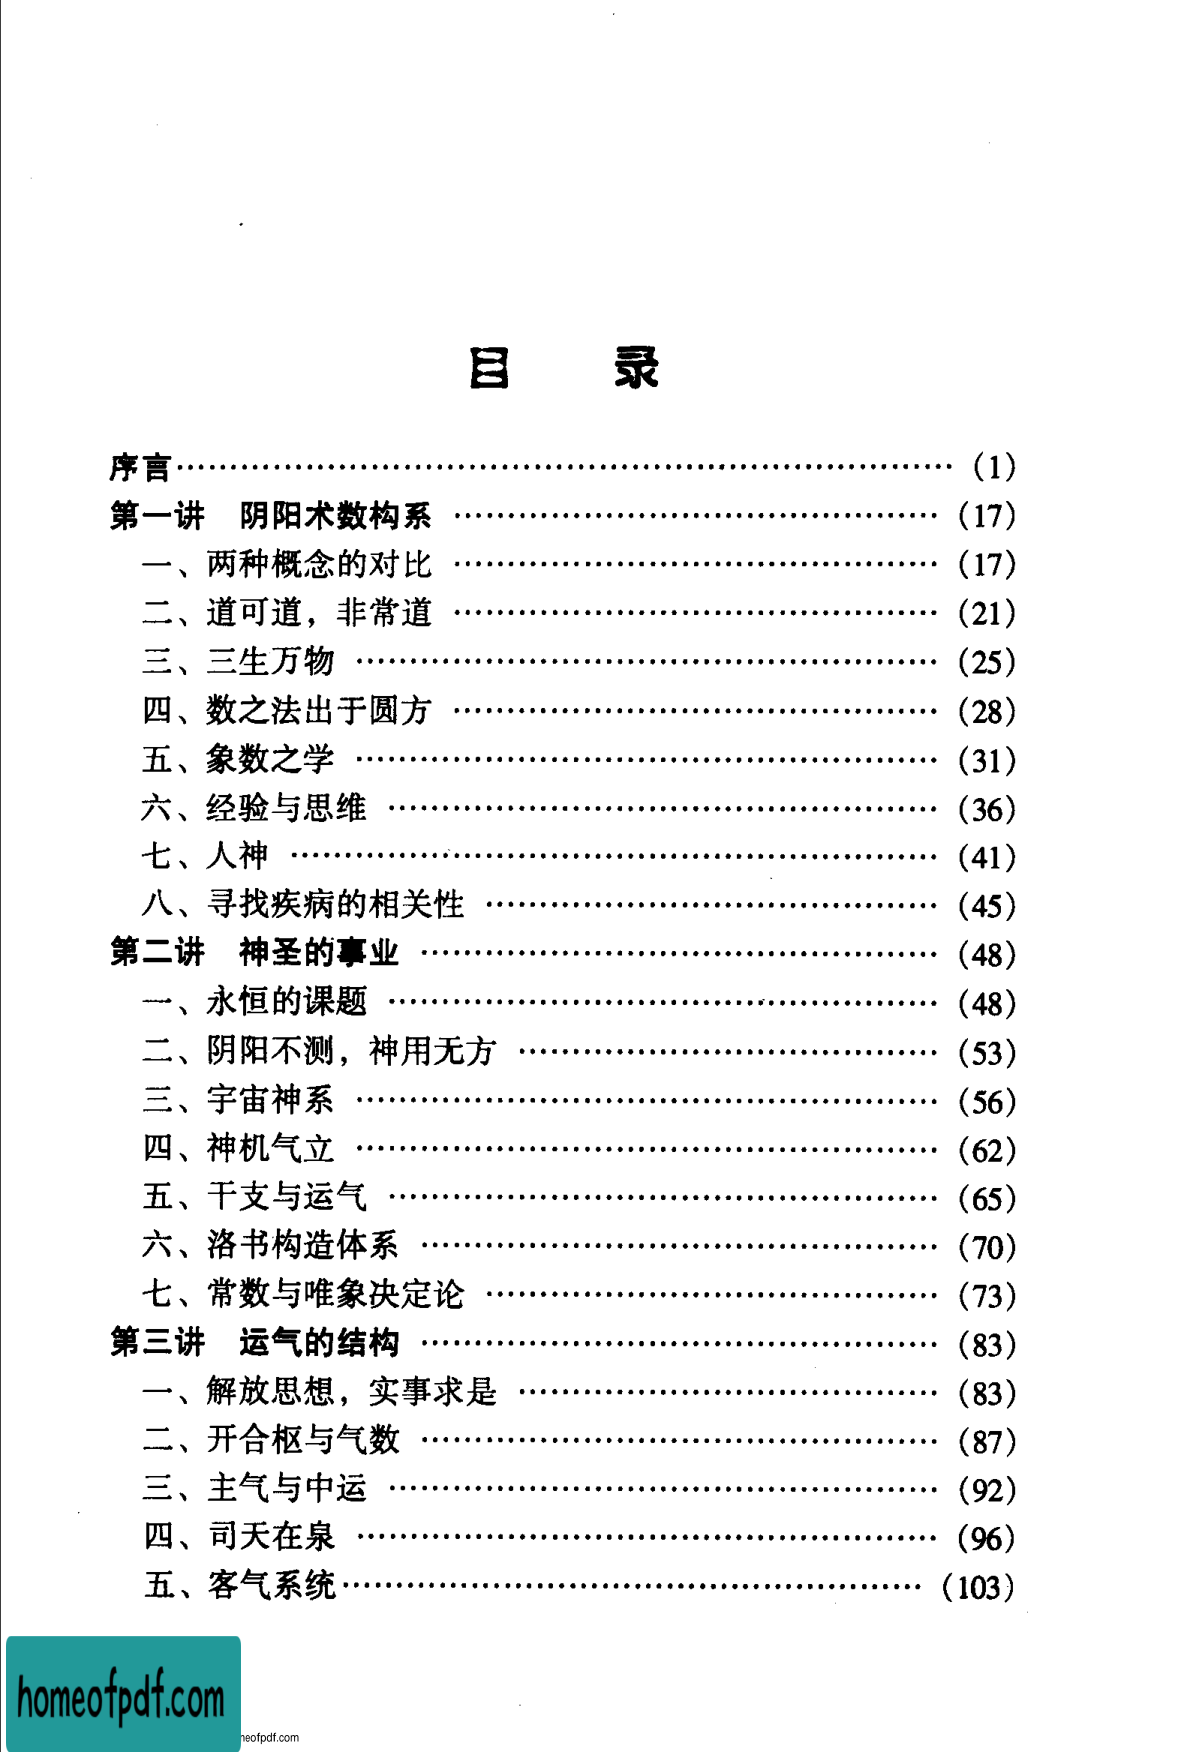 目 录
序言 (1)
第一讲 阴阳术数构系 (17)
一、两种概念的对比 (17)
二、道可道，非常道 (21)
三、三生万物 (25)
四、数之法出于圆方 (28)
五、象数之学 (31)
六、经验与思维 (36)
七、人神 (41)
八、寻找疾病的相关性 (45)
第二讲 神圣的事业 (48)
一、永恒的课题 (48)
二、阴阳不测，神用无方 (53)
三、宇宙神系 (56)
四、神机气立 (62)
五、干支与运气 (65)
六、洛书构造体系 (70)
七、常数与唯象决定论 (73)
第三讲 运气的结构 (83)
一、解放思想，实事求是 (83)
二、开合枢与气数 (87)
三、主气与中运 (92)
四、司天在泉 (96)
五、客气系统 (103)
homeofpdf.com
neofpdf.com